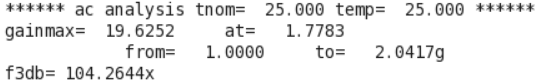 ****** ac analysis tnom= 25.000 temp= 25.000 ******
gainmax= 19.6252 at= 1.7783
from= 1.0000 to= 2.0417g
f3db= 104.2644x